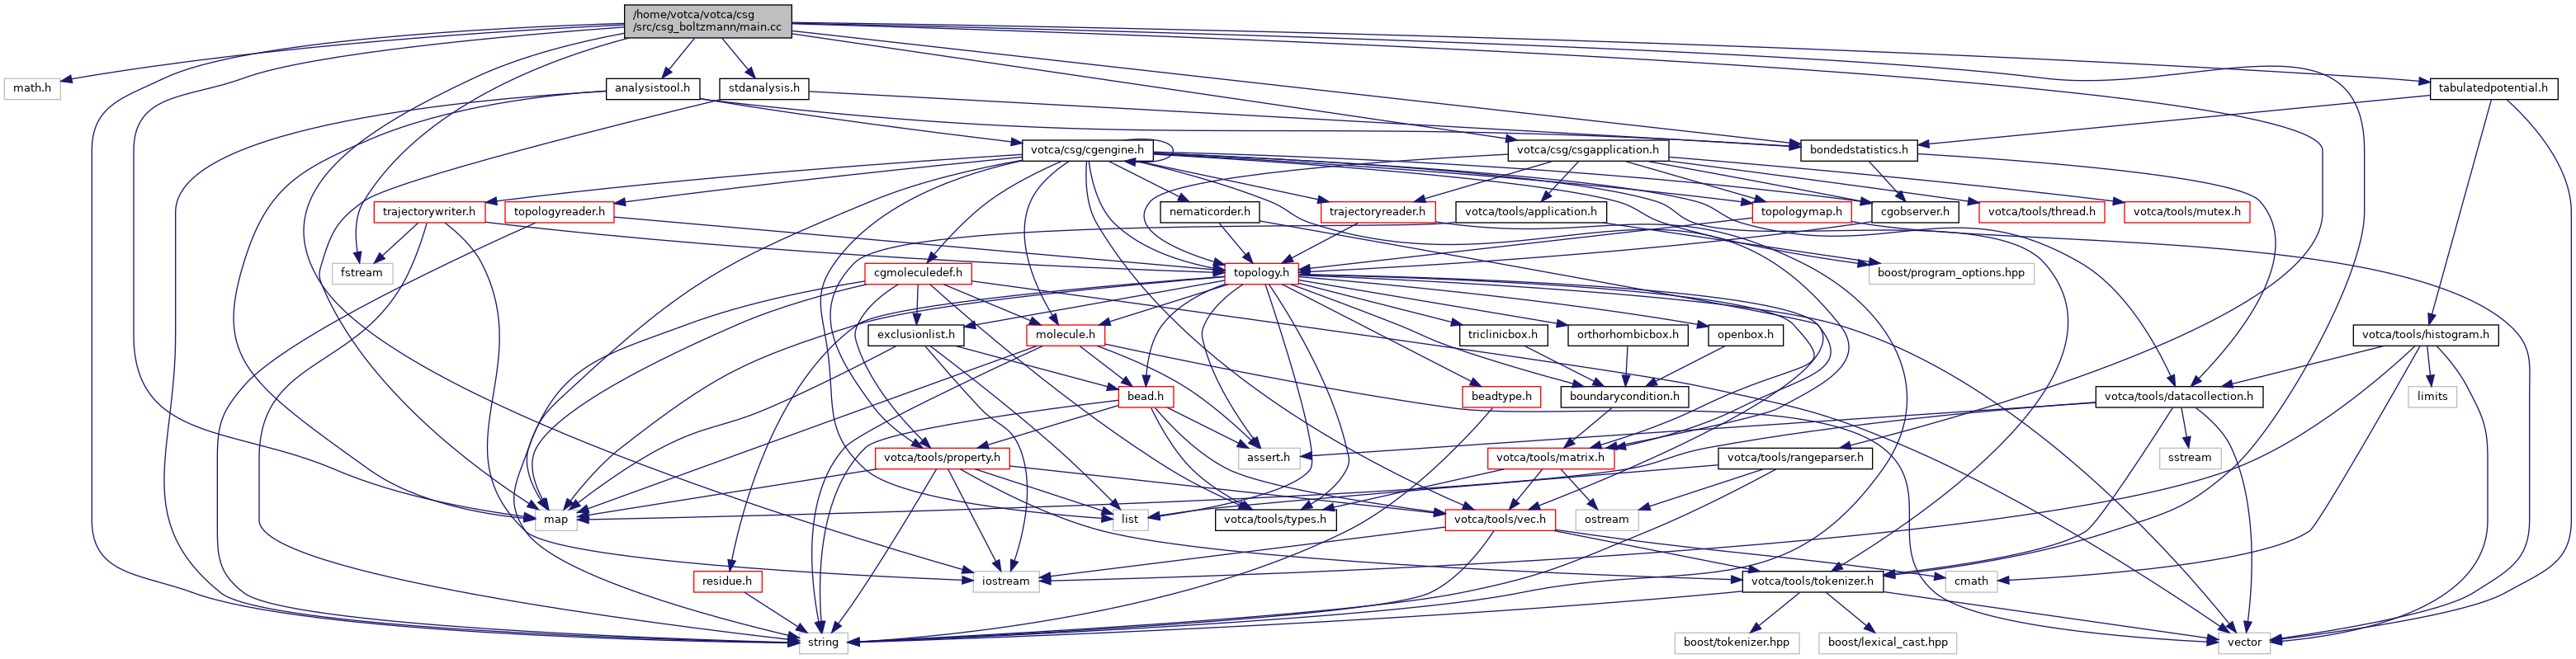 /home/votca/votca/csg
/src/csg_boltzmann/main.cc
math.h
analysistool.h
stdanalysis.h
tabulatedpotential.h
votca/csg/cgengine.h
votca/csg/csgapplication.h
bondedstatistics.h
trajectorywriter.h
topologyreader.h
nematicorder.h
trajectoryreader.h
votca/tools/application.h
topologymap.h
cgobserver.h
votca/tools/thread.h
votca/tools/mutex.h
fstream
cgmoleculedef.h
topology.h
boost/program_options.hpp
exclusionlist.h
molecule.h
triclinicbox.h
orthorhombicbox.h
openbox.h
votca/tools/histogram.h
bead.h
beadtype.h
boundarycondition.h
votca/tools/datacollection.h
limits
votca/tools/property.h
assert.h
votca/tools/matrix.h
votca/tools/rangeparser.h
sstream
map
list
votca/tools/types.h
votca/tools/vec.h
ostream
residue.h
iostream
votca/tools/tokenizer.h
cmath
string
boost/tokenizer.hpp
boost/lexical_cast.hpp
vector